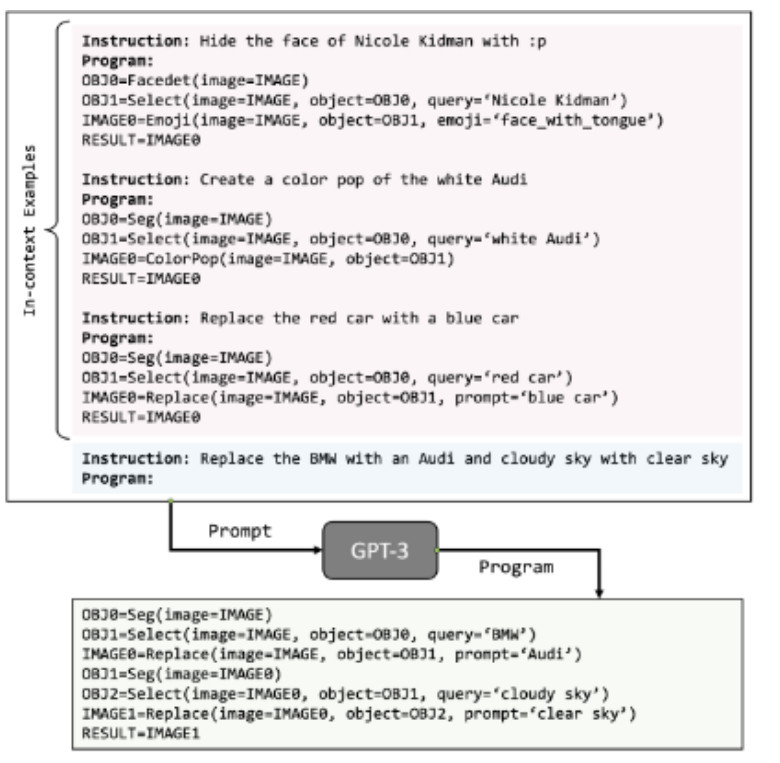 In-context Examples
Instruction: Hide the face of Nicole Kidman with :p
Program:
OBJ0=Facedet(image=IMAGE)
OBJ1=Select(image=IMAGE, object=OBJ0, query=‘Nicole Kidman’)
IMAGE0=Emoji(image=IMAGE, object=OBJ1, emoji=‘face_with_tongue’)
RESULT=IMAGE0
Instruction: Create a color pop of the white Audi
Program:
OBJ0=Seg(image=IMAGE)
OBJ1=Select(image=IMAGE, object=OBJ0, query=‘white Audi’)
IMAGE0=ColorPop(image=IMAGE, object=OBJ1)
RESULT=IMAGE0
Instruction: Replace the red car with a blue car
Program:
OBJ0=Seg(image=IMAGE)
OBJ1=Select(image=IMAGE, object=OBJ0, query=‘red car’)
IMAGE0=Replace(image=IMAGE, object=OBJ1, prompt=‘blue car’)
RESULT=IMAGE0
Instruction: Replace the BMW with an Audi and cloudy sky with clear sky
Program:
Prompt
GPT-3
Program
OBJ0=Seg(image=IMAGE)
OBJ1=Select(image=IMAGE, object=OBJ0, query=‘BMW’)
IMAGE0=Replace(image=IMAGE, object=OBJ1, prompt=‘Audi’)
OBJ1=Seg(image=IMAGE0)
OBJ2=Select(image=IMAGE0, object=OBJ1, query=‘cloudy sky’)
IMAGE1=Replace(image=IMAGE0, object=OBJ2, prompt=‘clear sky’)
RESULT=IMAGE1